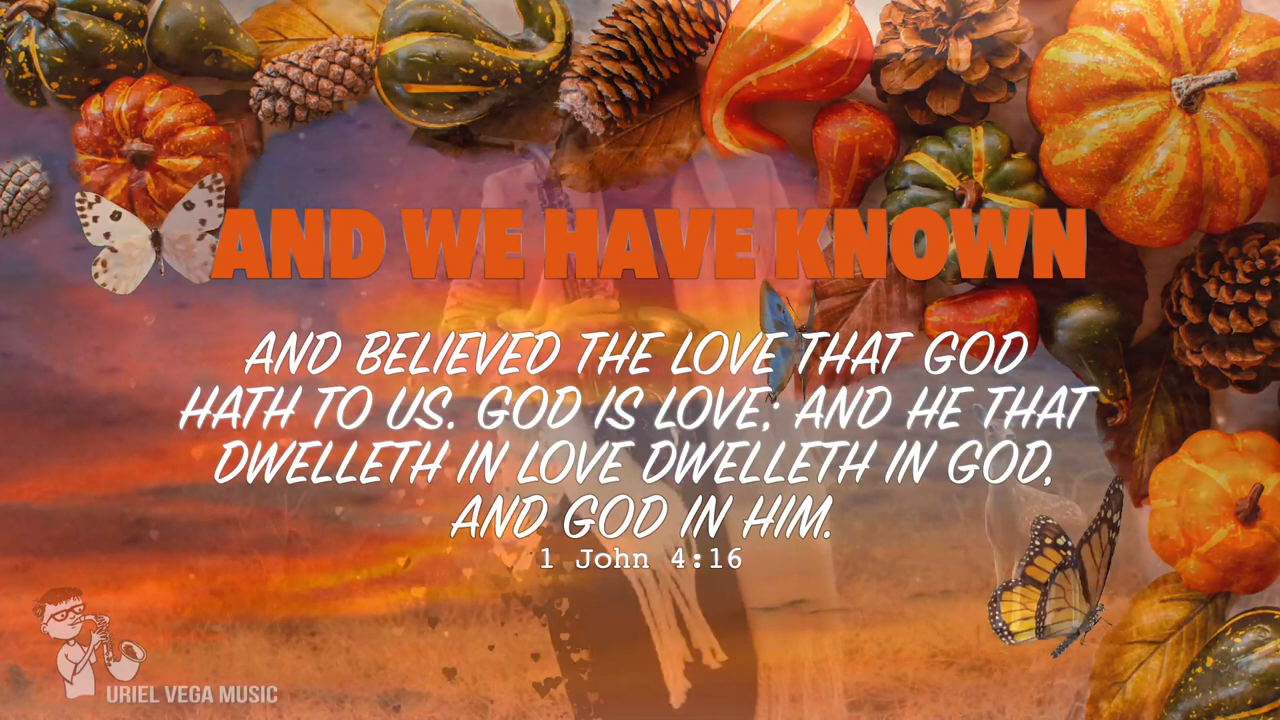 AND WE HAVE KNOWN
AND BELIEVED THE LOVE THAT GOD
HATH TO US. GOD IS LOVE; AND HE THAT
DWELLETH IN LOVE DWELLETH IN GOD,
AND GOD IN HIM.
1 John 4:16
URIEL VEGA MUSIC